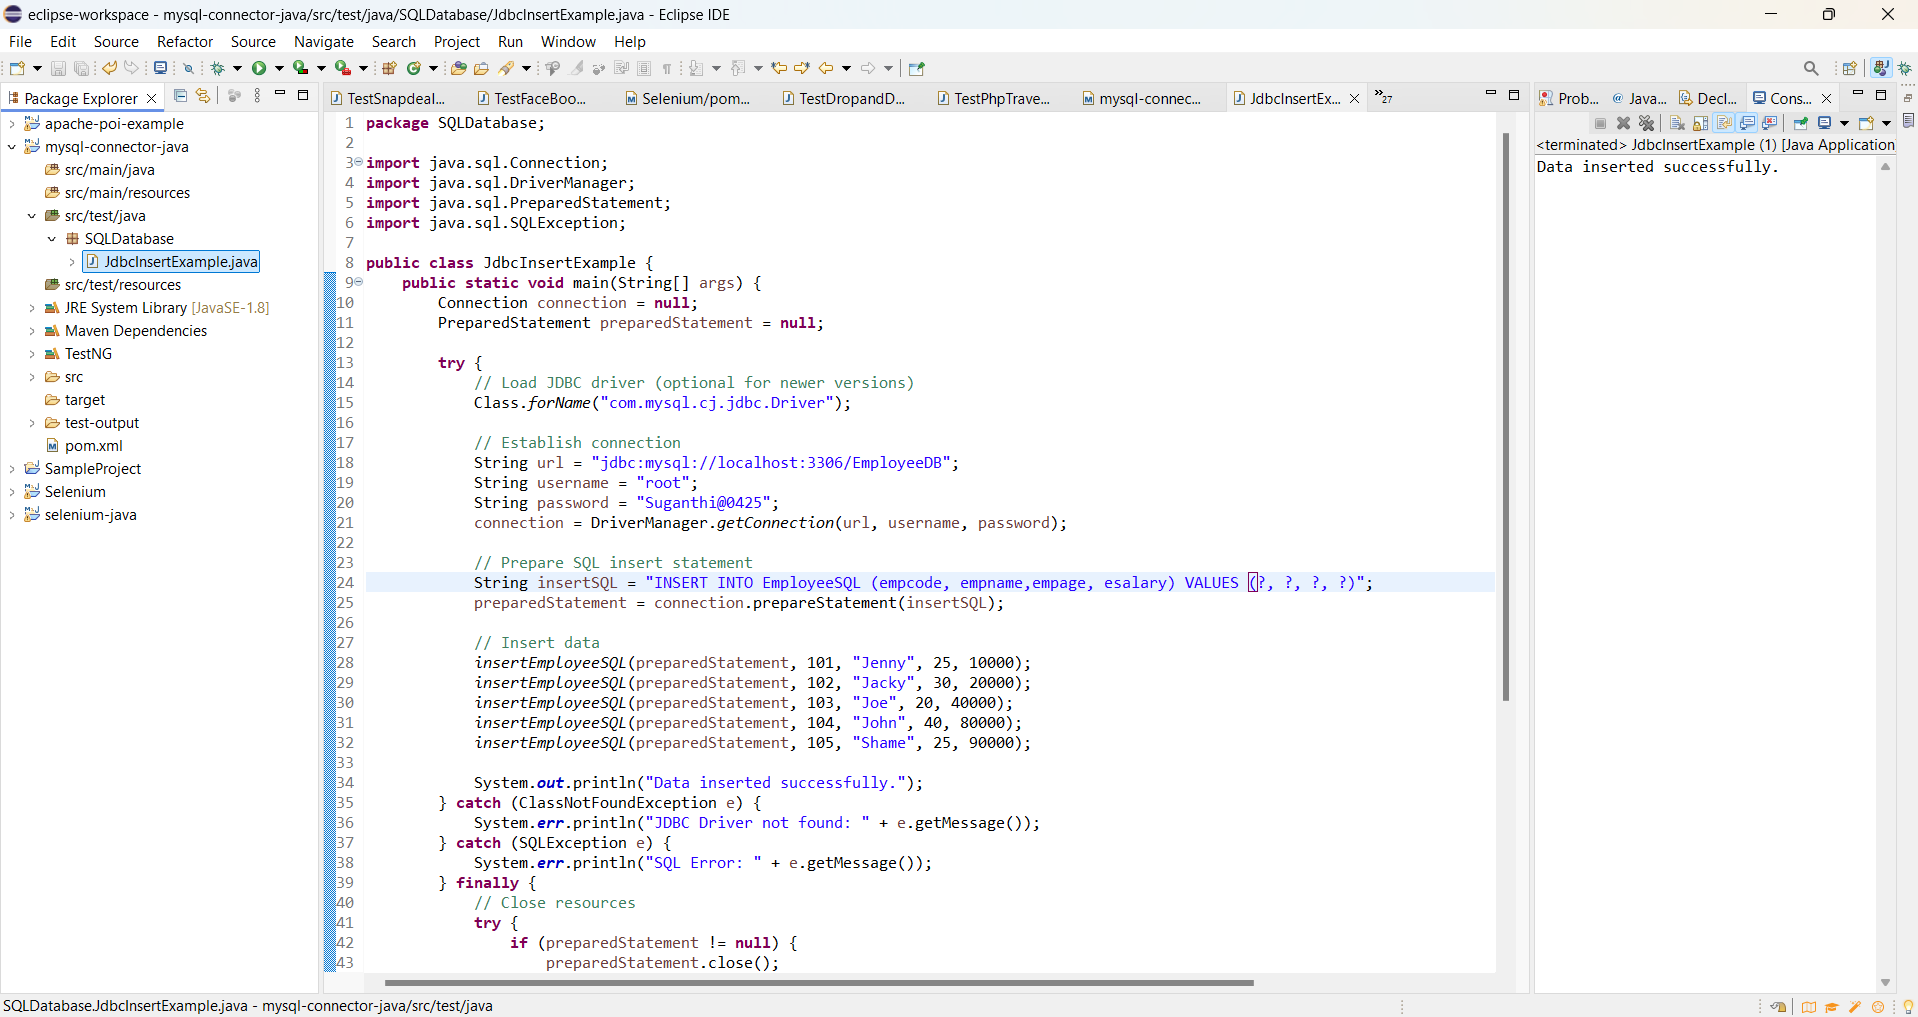 eclipse-workspace - mysql-connector-java/src/test/java/SQLDatabase/JdbcInsertExample.java - Eclipse IDE
File Edit Source Refactor Source Navigate Search Project Run Window Help
Package Explorer
apache-poi-example
mysql-connector-java
src/main/java
src/main/resources
src/test/java
SQLDatabase
JdbcInsertExample.java
src/test/resources
JRE System Library [JavaSE-1.8]
Maven Dependencies
TestNG
src
target
test-output
pom.xml
SampleProject
Selenium
selenium-java
TestSnapdeal... TestFaceBoo... Selenium/pom... TestDropandD... TestPhpTrave... mysql-connec... JdbcInsertEx... »27
1 package SQLDatabase;
2
3 import java.sql.Connection;
4 import java.sql.DriverManager;
5 import java.sql.PreparedStatement;
6 import java.sql.SQLException;
7
8 public class JdbcInsertExample {
9 public static void main(String[] args) {
10 Connection connection = null;
11 PreparedStatement preparedStatement = null;
12
13 try {
14 // Load JDBC driver (optional for newer versions)
15 Class.forName("com.mysql.cj.jdbc.Driver");
16
17 // Establish connection
18 String url = "jdbc:mysql://localhost:3306/EmployeeDB";
19 String username = "root";
20 String password = "Suganthi@0425";
21 connection = DriverManager.getConnection(url, username, password);
22
23 // Prepare SQL insert statement
24 String insertSQL = "INSERT INTO EmployeeSQL (empcode, empname,empage, esalary) VALUES (?, ?, ?, ?)";
25 preparedStatement = connection.prepareStatement(insertSQL);
26
27 // Insert data
28 insertEmployeeSQL(preparedStatement, 101, "Jenny", 25, 10000);
29 insertEmployeeSQL(preparedStatement, 102, "Jacky", 30, 20000);
30 insertEmployeeSQL(preparedStatement, 103, "Joe", 20, 40000);
31 insertEmployeeSQL(preparedStatement, 104, "John", 40, 80000);
32 insertEmployeeSQL(preparedStatement, 105, "Shame", 25, 90000);
33
34 System.out.println("Data inserted successfully.");
35 } catch (ClassNotFoundException e) {
36 System.err.println("JDBC Driver not found: " + e.getMessage());
37 } catch (SQLException e) {
38 System.err.println("SQL Error: " + e.getMessage());
39 } finally {
40 // Close resources
41 try {
42 if (preparedStatement != null) {
43 preparedStatement.close();
Prob... Java... Decl... Cons...
<terminated> JdbcInsertExample (1) [Java Application
Data inserted successfully.
SQLDatabase.JdbcInsertExample.java - mysql-connector-java/src/test/java